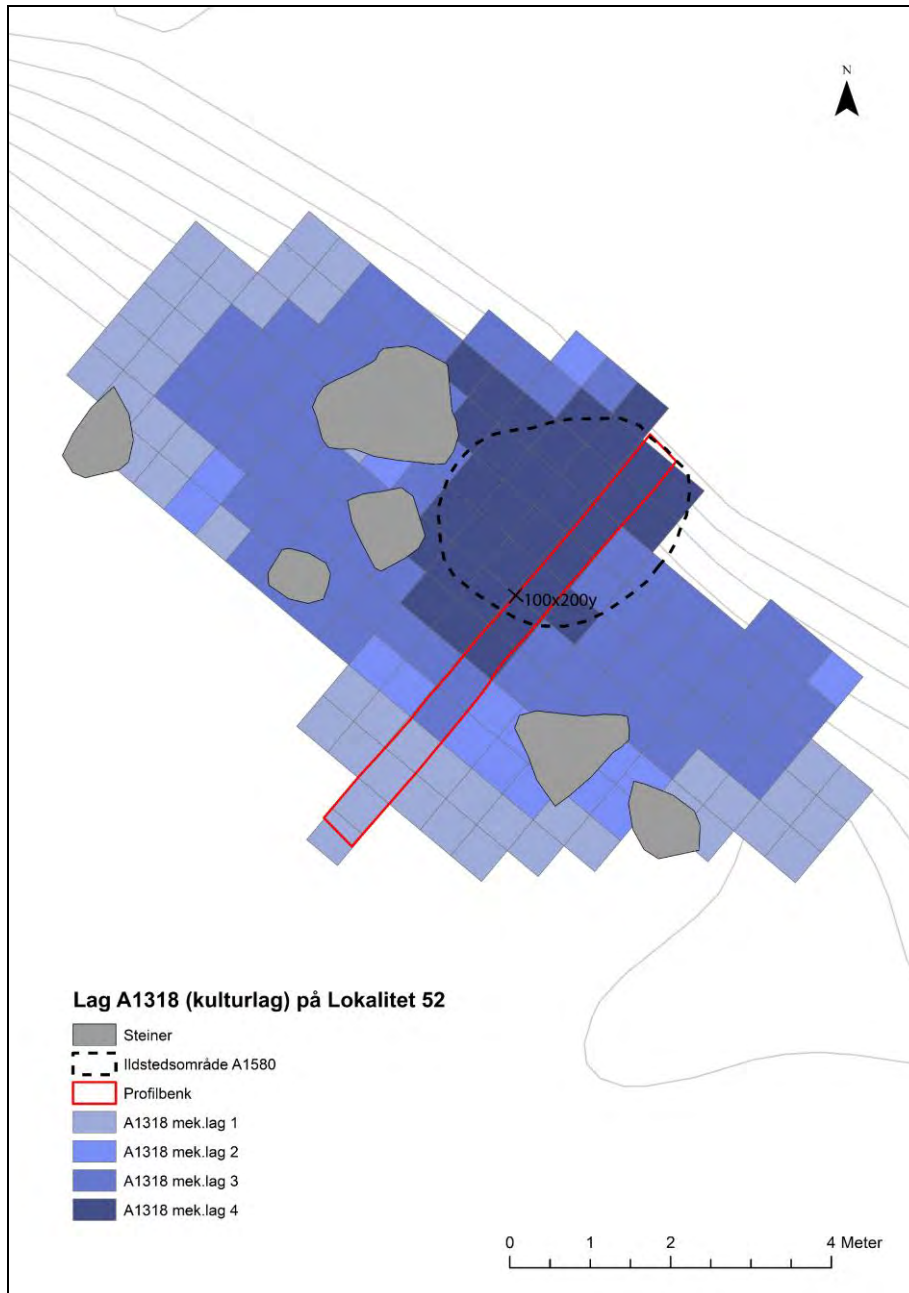 N
100x200y
Lag A1318 (kulturlag) på Lokalitet 52
Steiner
Ildstedsområde A1580
Profilbenk
A1318 mek.lag 1
A1318 mek.lag 2
A1318 mek.lag 3
A1318 mek.lag 4
0 1 2 4 Meter